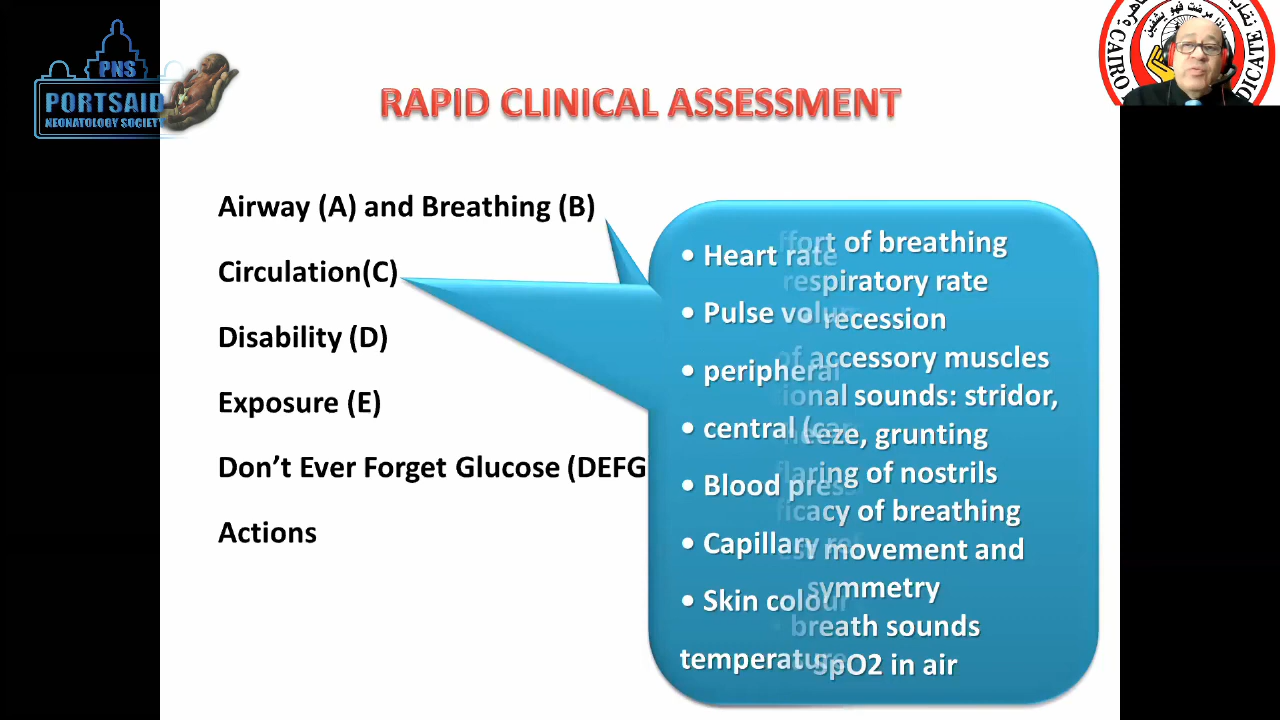 PNS
PORTSAID
NEONATOLOGY SOCIETY
RAPID CLINICAL ASSESSMENT
Airway (A) and Breathing (B)
Circulation(C)
Disability (D)
Exposure (E)
Don’t Ever Forget Glucose (DEFG
Actions
• Heart rate
• Pulse
• peripheral
• central
• Blood
• Capillary
• Skin colour
temperature
of breathing
respiratory rate
recession
of accessory muscles
sounds: stridor,
grunting
flaring of nostrils
of breathing
movement and
symmetry
breath sounds
SpO2 in air
CAIRO